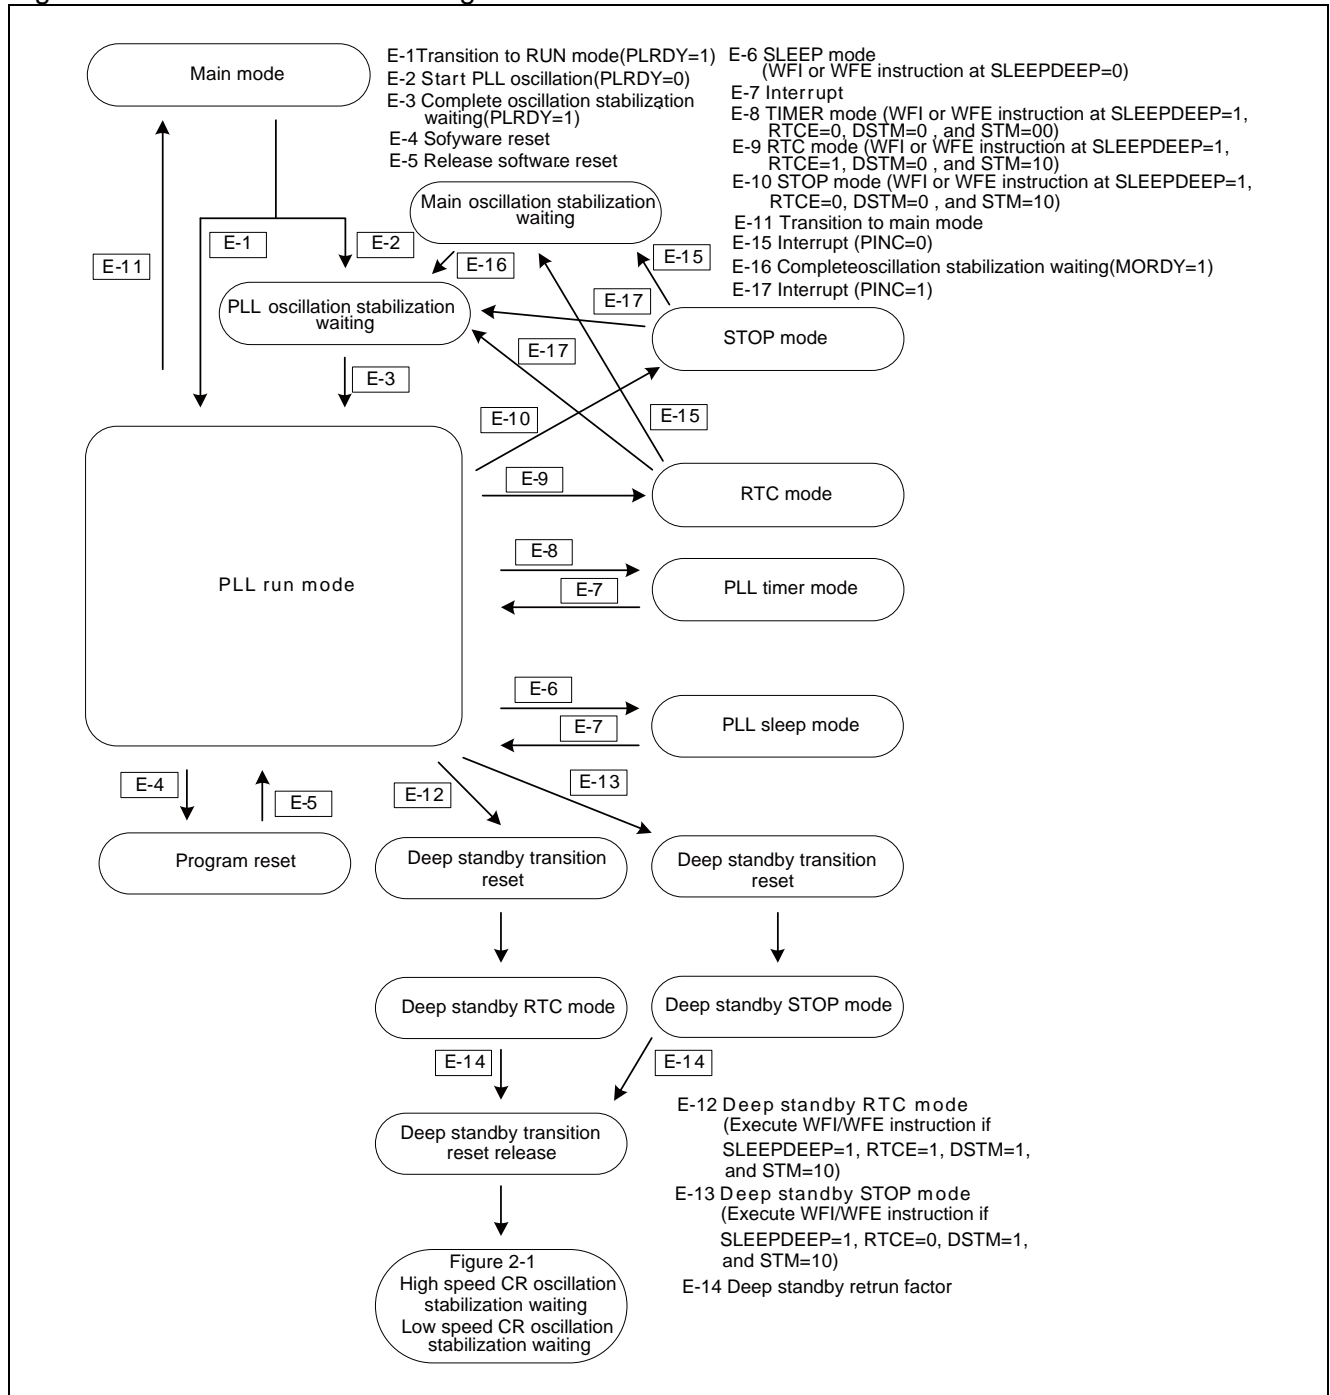 Main mode
E-1Transition to RUN mode(PLRDY=1)
E-2 Start PLL oscillation(PLRDY=0)
E-3 Complete oscillation stabilization
waiting(PLRDY=1)
E-4 Sofyware reset
E-5 Release software reset
E-6 SLEEP mode
(WFI or WFE instruction at SLEEPDEEP=0)
E-7 Interrupt
E-8 TIMER mode (WFI or WFE instruction at SLEEPDEEP=1,
RTCE=0, DSTM=0 , and STM=00)
E-9 RTC mode (WFI or WFE instruction at SLEEPDEEP=1,
RTCE=1, DSTM=0 , and STM=10)
E-10 STOP mode (WFI or WFE instruction at SLEEPDEEP=1,
RTCE=0, DSTM=0 , and STM=10)
E-11 Transition to main mode
E-15 Interrupt (PINC=0)
E-16 Completeoscillation stabilization waiting(MORDY=1)
E-17 Interrupt (PINC=1)
Main oscillation stabilization
waiting
E-1
E-2
E-11
E-16
E-15
PLL oscillation stabilization
waiting
E-17
STOP mode
E-17
E-3
E-10
E-15
E-9
RTC mode
E-8
PLL run mode
E-7
PLL timer mode
E-6
E-7
PLL sleep mode
E-4
E-5
E-12
E-13
Program reset
Deep standby transition
reset
Deep standby transition
reset
Deep standby RTC mode
Deep standby STOP mode
E-14
E-14
Deep standby transition
reset release
E-12 Deep standby RTC mode
(Execute WFI/WFE instruction if
SLEEPDEEP=1, RTCE=1, DSTM=1,
and STM=10)
E-13 Deep standby STOP mode
(Execute WFI/WFE instruction if
SLEEPDEEP=1, RTCE=0, DSTM=1,
and STM=10)
E-14 Deep standby retrun factor
Figure 2-1
High speed CR oscillation
stabilization waiting
Low speed CR oscillation
stabilization waiting